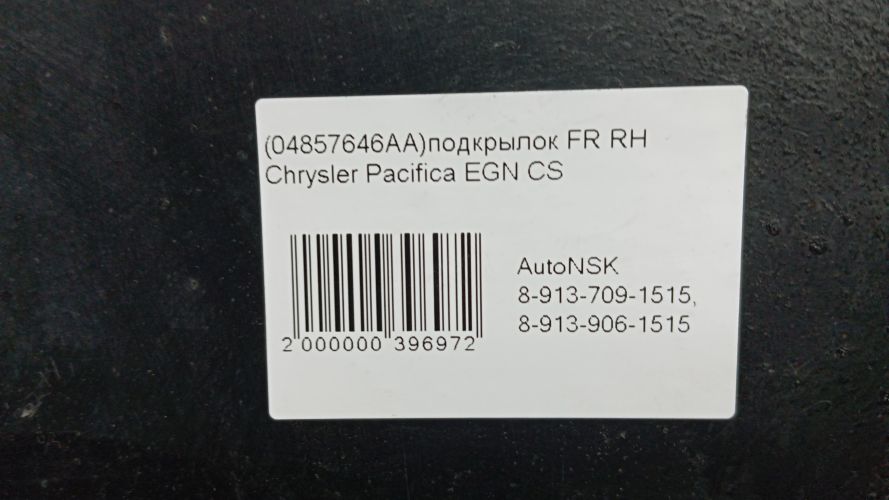 (04857646AA)подкрылок FR RH
Chrysler Pacifica EGN CS
AutoNSK
8-913-709-1515,
8-913-906-1515
2 000000 396972